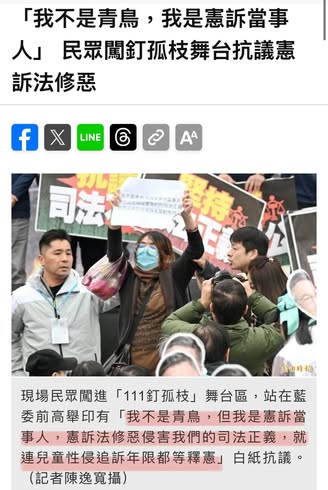 「我不是青鳥，我是憲訴當事
人」 民眾闖釘孤枝舞台抗議憲
訴法修惡
LINE
AA
抗議
司法
堅持
正
自由時報
現場民眾闖進「111釘孤枝」舞台區，站在藍
委前高舉印有「我不是青鳥，但我是憲訴當
事人，憲訴法修惡侵害我們的司法正義，就
連兒童性侵追訴年限都等釋憲」白紙抗議。
（記者陳逸寬攝）